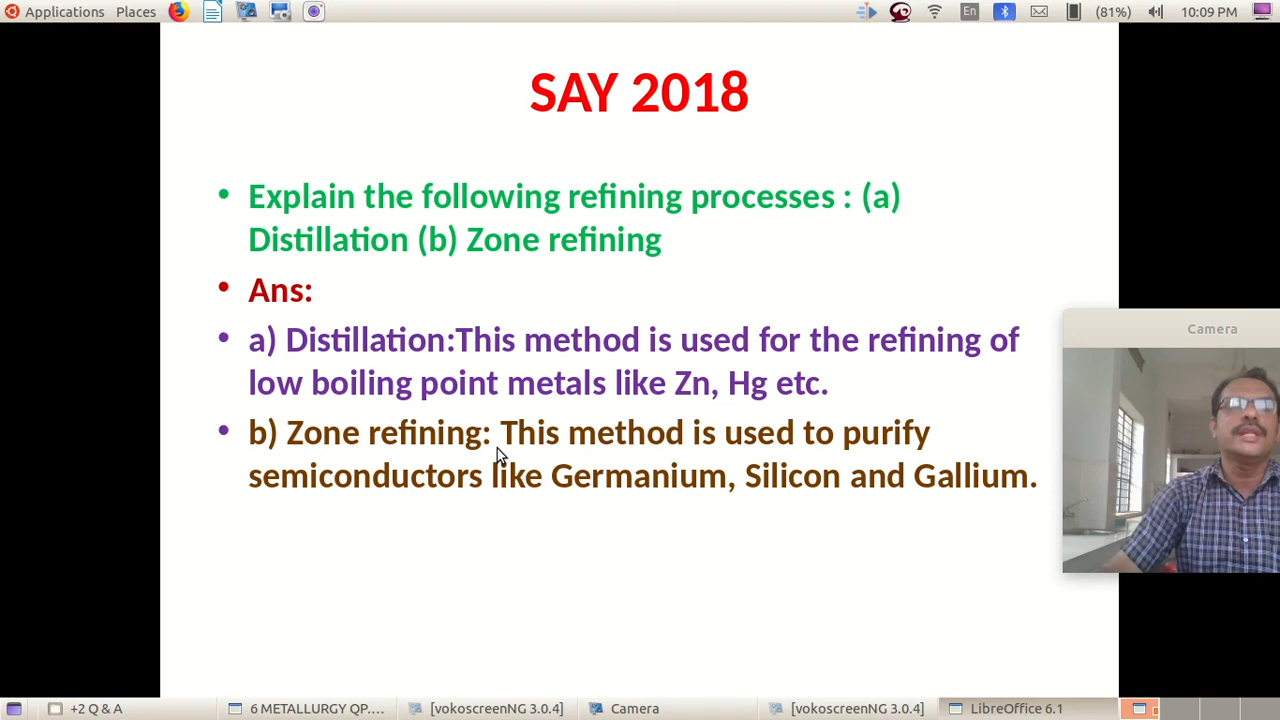 Applications Places En (81%) 10:09 PM
SAY 2018
• Explain the following refining processes : (a)
Distillation (b) Zone refining
• Ans:
• a) Distillation:This method is used for the refining of
low boiling point metals like Zn, Hg etc.
• b) Zone refining: This method is used to purify
semiconductors like Germanium, Silicon and Gallium.
Camera
+2 Q & A 6 METALLURGY QP.... [vokoscreenNG 3.0.4] Camera [vokoscreenNG 3.0.4] LibreOffice 6.1